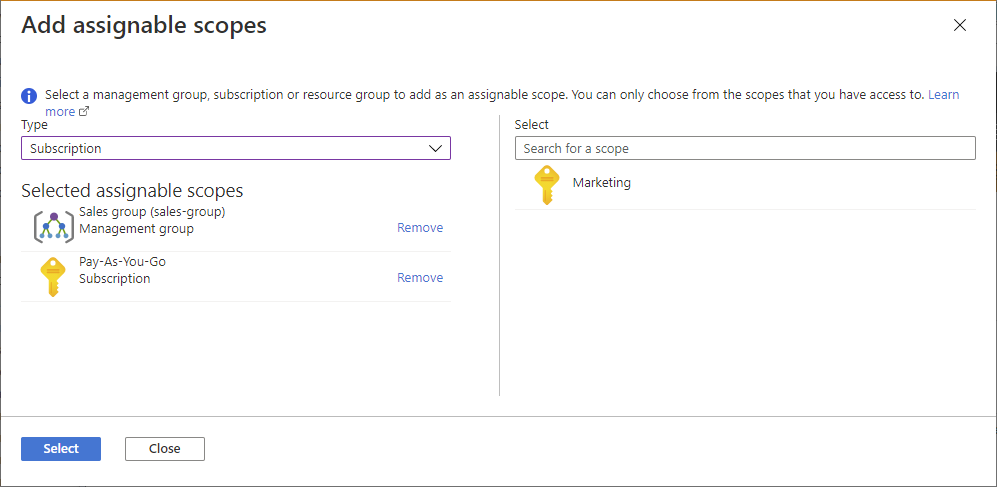 Add assignable scopes
Select a management group, subscription or resource group to add as an assignable scope. You can only choose from the scopes that you have access to. Learn
more
Type
Subscription
Selected assignable scopes
Sales group (sales-group)
Management group
Remove
Pay-As-You-Go
Subscription
Remove
Select
Search for a scope
Marketing
Select
Close